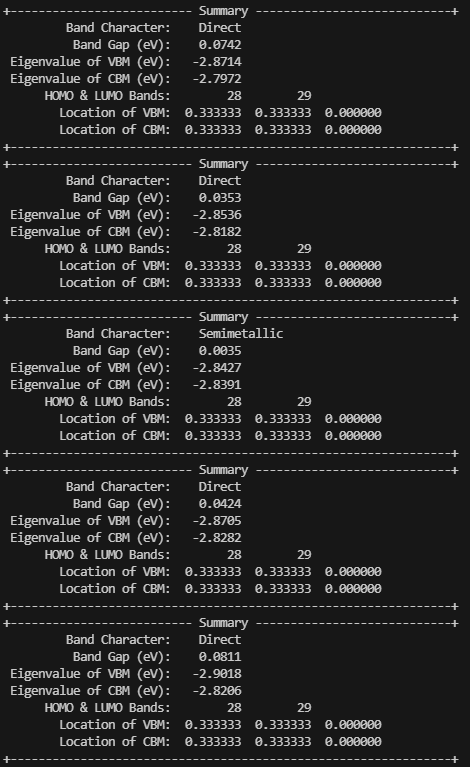 +-------------------------- Summary ----------------------------+
Band Character: Direct
Band Gap (eV): 0.0742
Eigenvalue of VBM (eV): -2.8714
Eigenvalue of CBM (eV): -2.7972
HOMO & LUMO Bands: 28 29
Location of VBM: 0.333333 0.333333 0.000000
Location of CBM: 0.333333 0.333333 0.000000
+---------------------------------------------------------------+
+-------------------------- Summary ----------------------------+
Band Character: Direct
Band Gap (eV): 0.0353
Eigenvalue of VBM (eV): -2.8536
Eigenvalue of CBM (eV): -2.8182
HOMO & LUMO Bands: 28 29
Location of VBM: 0.333333 0.333333 0.000000
Location of CBM: 0.333333 0.333333 0.000000
+---------------------------------------------------------------+
+-------------------------- Summary ----------------------------+
Band Character: Semimetallic
Band Gap (eV): 0.0035
Eigenvalue of VBM (eV): -2.8427
Eigenvalue of CBM (eV): -2.8391
HOMO & LUMO Bands: 28 29
Location of VBM: 0.333333 0.333333 0.000000
Location of CBM: 0.333333 0.333333 0.000000
+---------------------------------------------------------------+
+-------------------------- Summary ----------------------------+
Band Character: Direct
Band Gap (eV): 0.0424
Eigenvalue of VBM (eV): -2.8705
Eigenvalue of CBM (eV): -2.8282
HOMO & LUMO Bands: 28 29
Location of VBM: 0.333333 0.333333 0.000000
Location of CBM: 0.333333 0.333333 0.000000
+---------------------------------------------------------------+
+-------------------------- Summary ----------------------------+
Band Character: Direct
Band Gap (eV): 0.0811
Eigenvalue of VBM (eV): -2.9018
Eigenvalue of CBM (eV): -2.8206
HOMO & LUMO Bands: 28 29
Location of VBM: 0.333333 0.333333 0.000000
Location of CBM: 0.333333 0.333333 0.000000
+---------------------------------------------------------------+